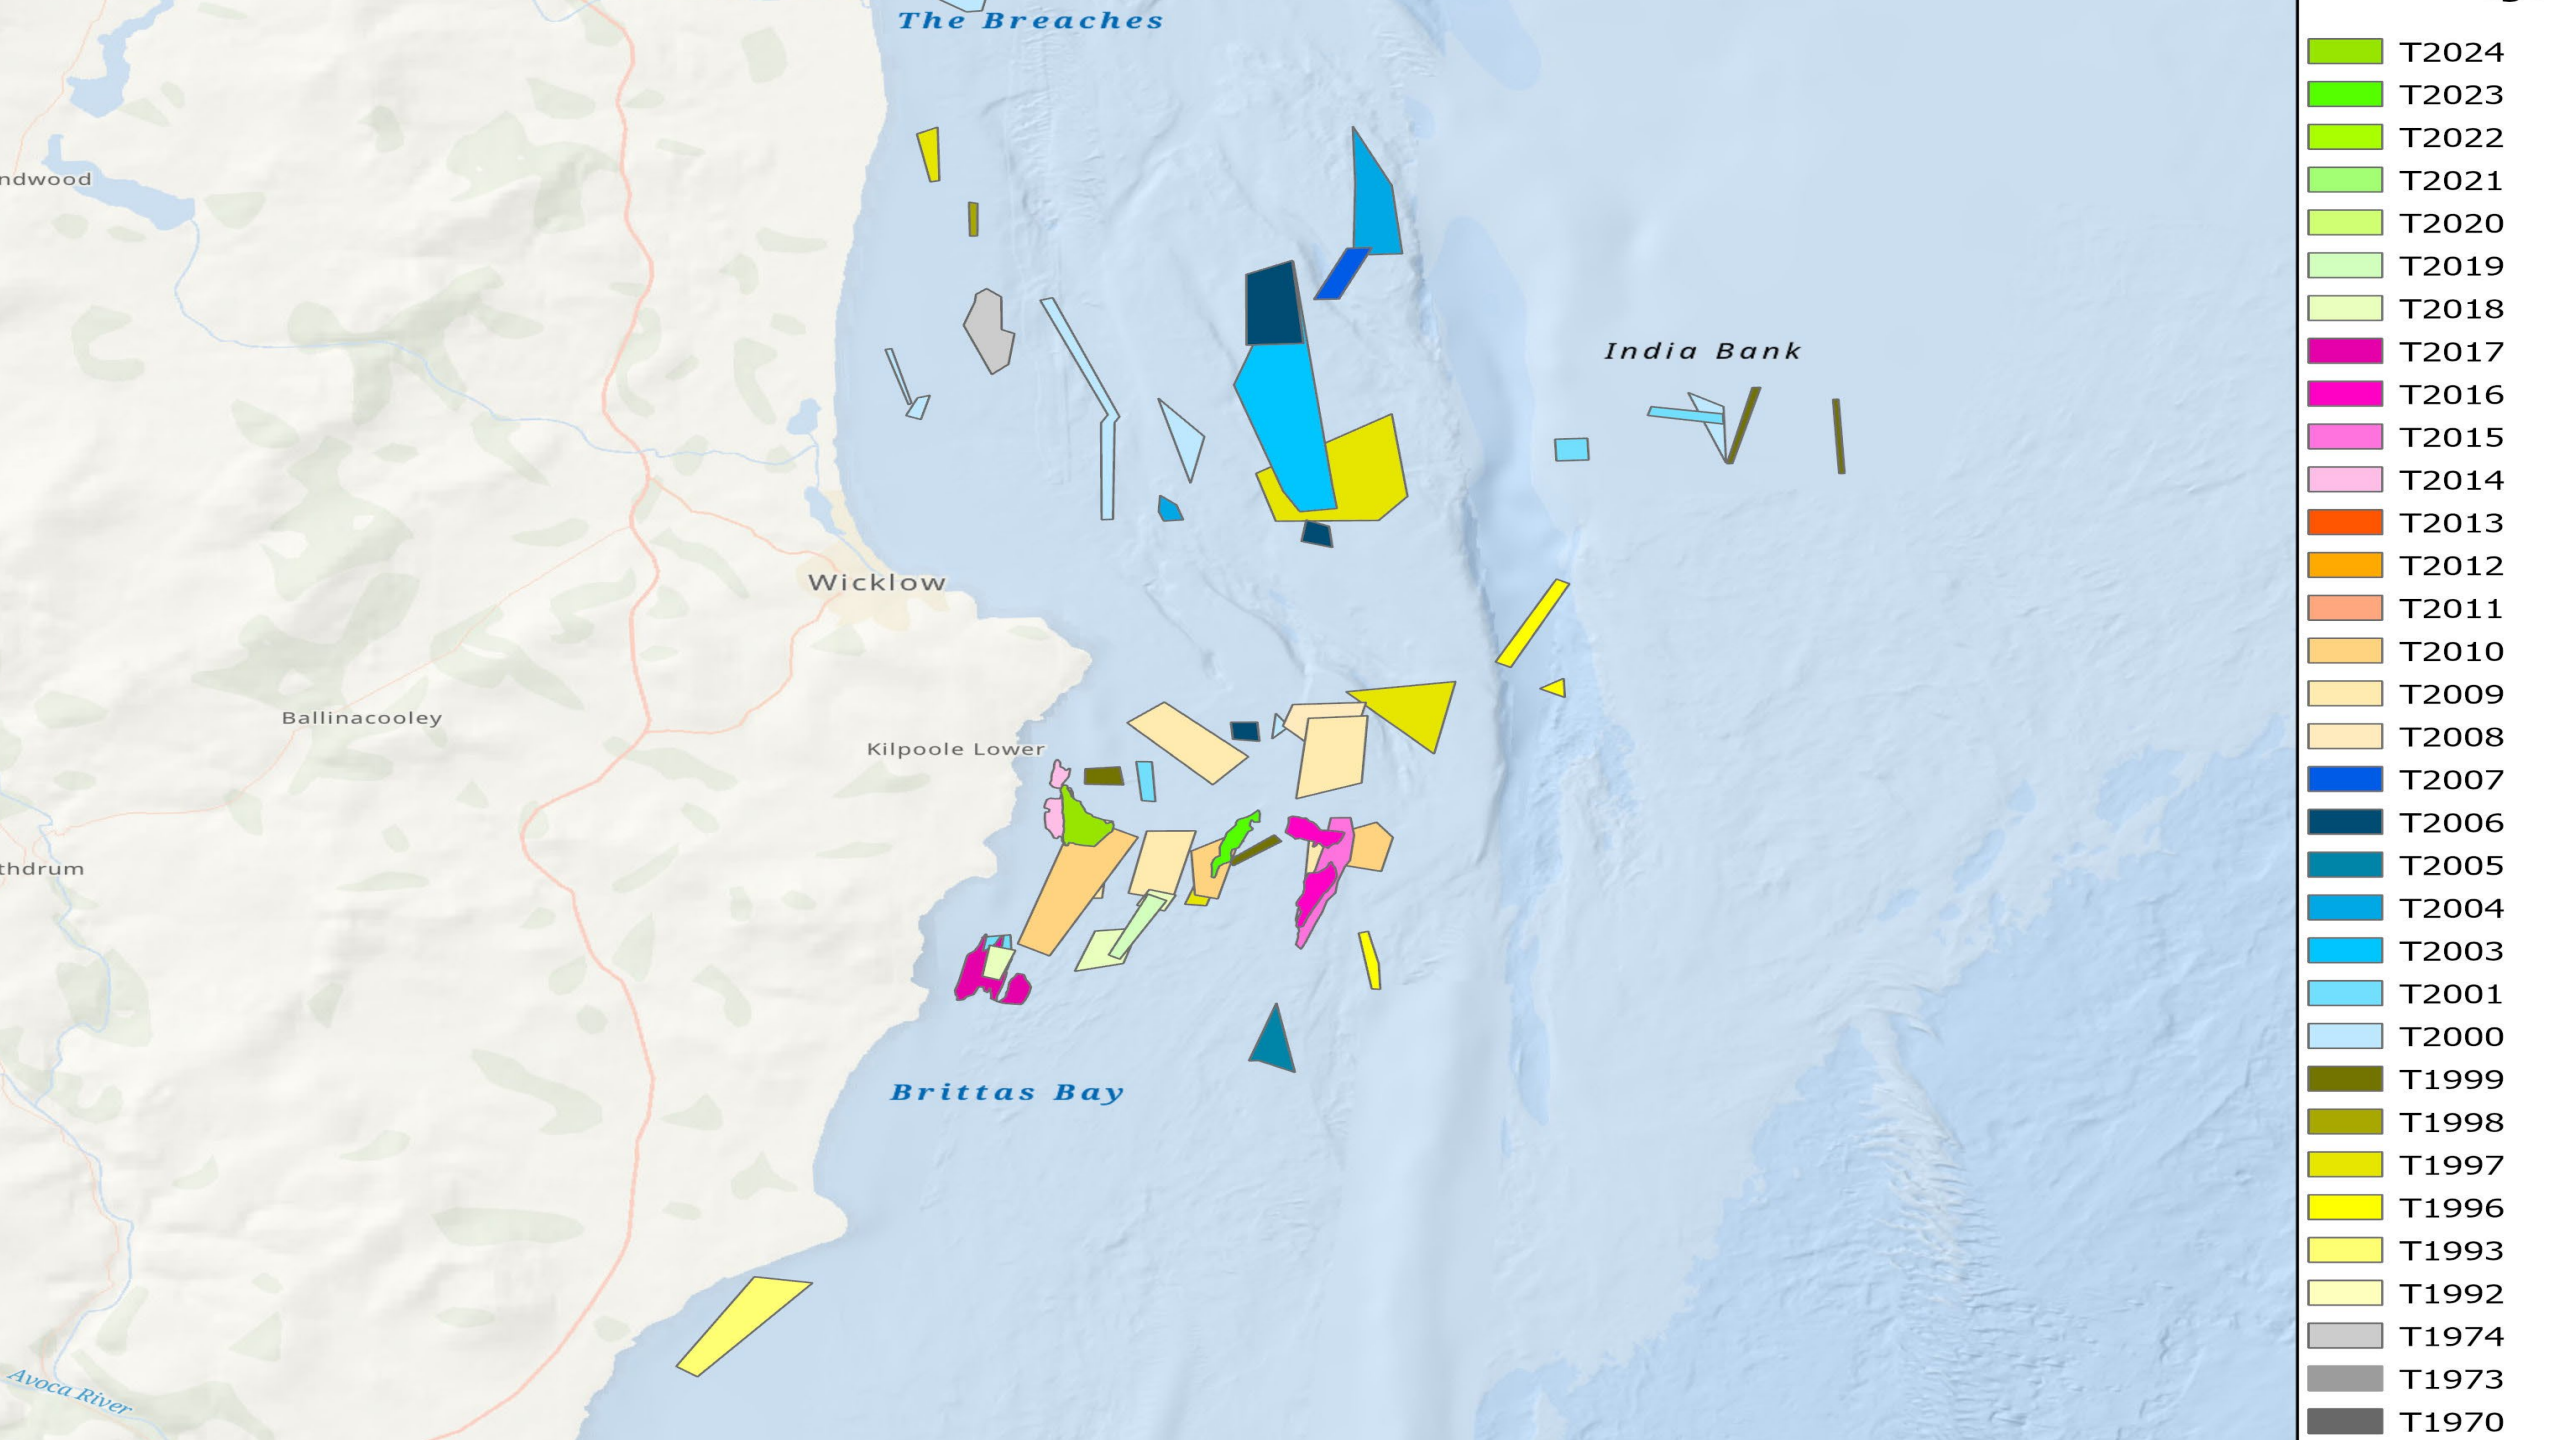 The Breaches
ndwood
India Bank
Wicklow
Ballinacooley
Kilpoole Lower
thdrum
Brittas Bay
Avoca River
T2024
T2023
T2022
T2021
T2020
T2019
T2018
T2017
T2016
T2015
T2014
T2013
T2012
T2011
T2010
T2009
T2008
T2007
T2006
T2005
T2004
T2003
T2001
T2000
T1999
T1998
T1997
T1996
T1993
T1992
T1974
T1973
T1970